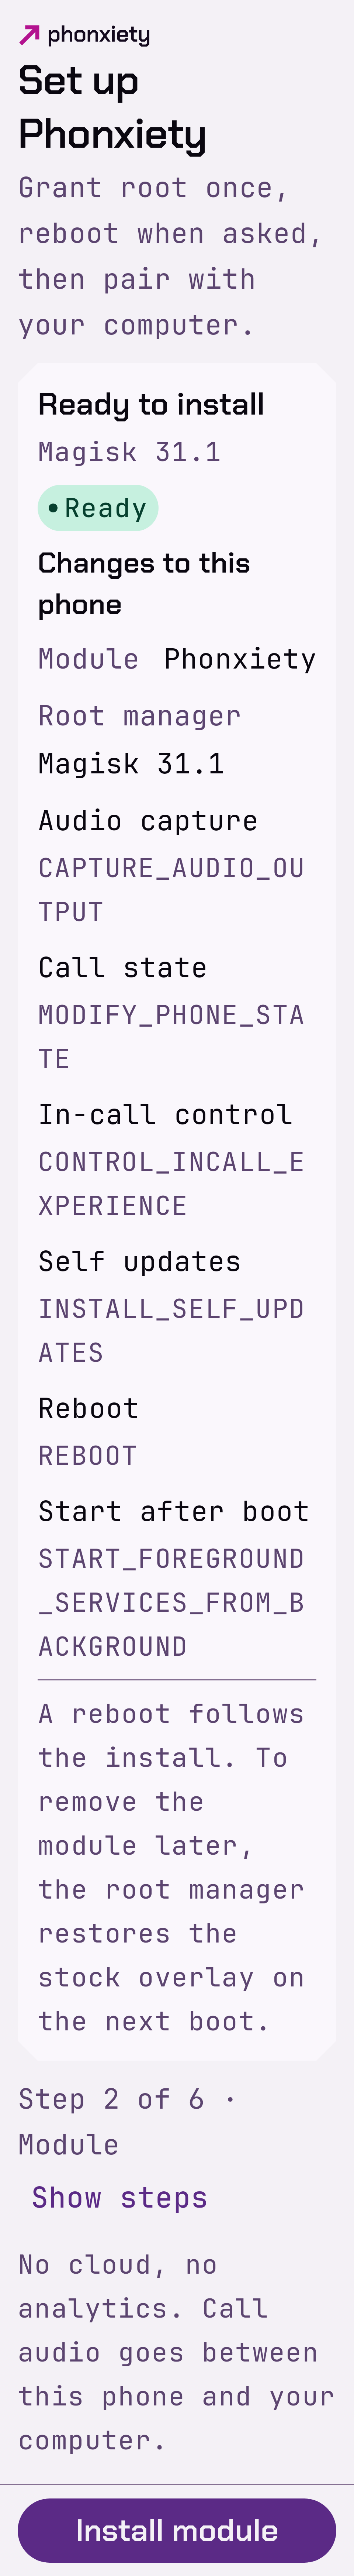 phonxiety
Set up
Phonxiety
Grant root once,
reboot when asked,
then pair with
your computer.
Ready to install
Magisk 31.1
• Ready
Changes to this
phone
Module Phonxiety
Root manager
Magisk 31.1
Audio capture
CAPTURE_AUDIO_OU
TPUT
Call state
MODIFY_PHONE_STA
TE
In-call control
CONTROL_INCALL_E
XPERIENCE
Self updates
INSTALL_SELF_UPD
ATES
Reboot
REBOOT
Start after boot
START_FOREGROUND
_SERVICES_FROM_B
ACKGROUND
A reboot follows
the install. To
remove the
module later,
the root manager
restores the
stock overlay on
the next boot.
Step 2 of 6 ·
Module
Show steps
No cloud, no
analytics. Call
audio goes between
this phone and your
computer.
Install module